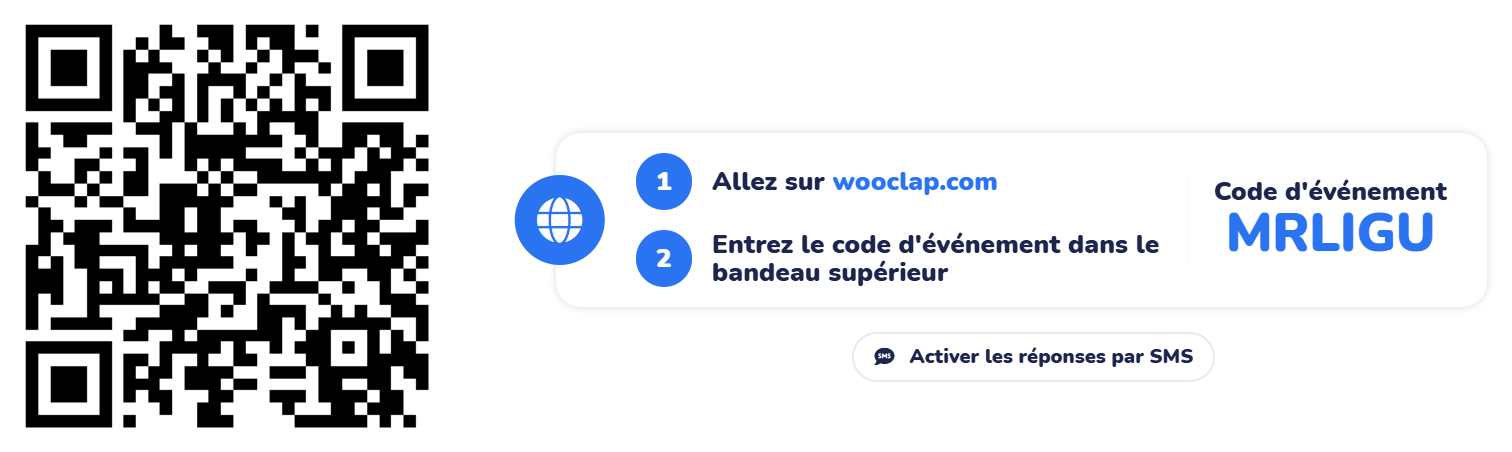 1
Allez sur wooclap.com
2
Entrez le code d'événement dans le
bandeau supérieur
Code d'événement
MRLIGU
SMS
Activer les réponses par SMS